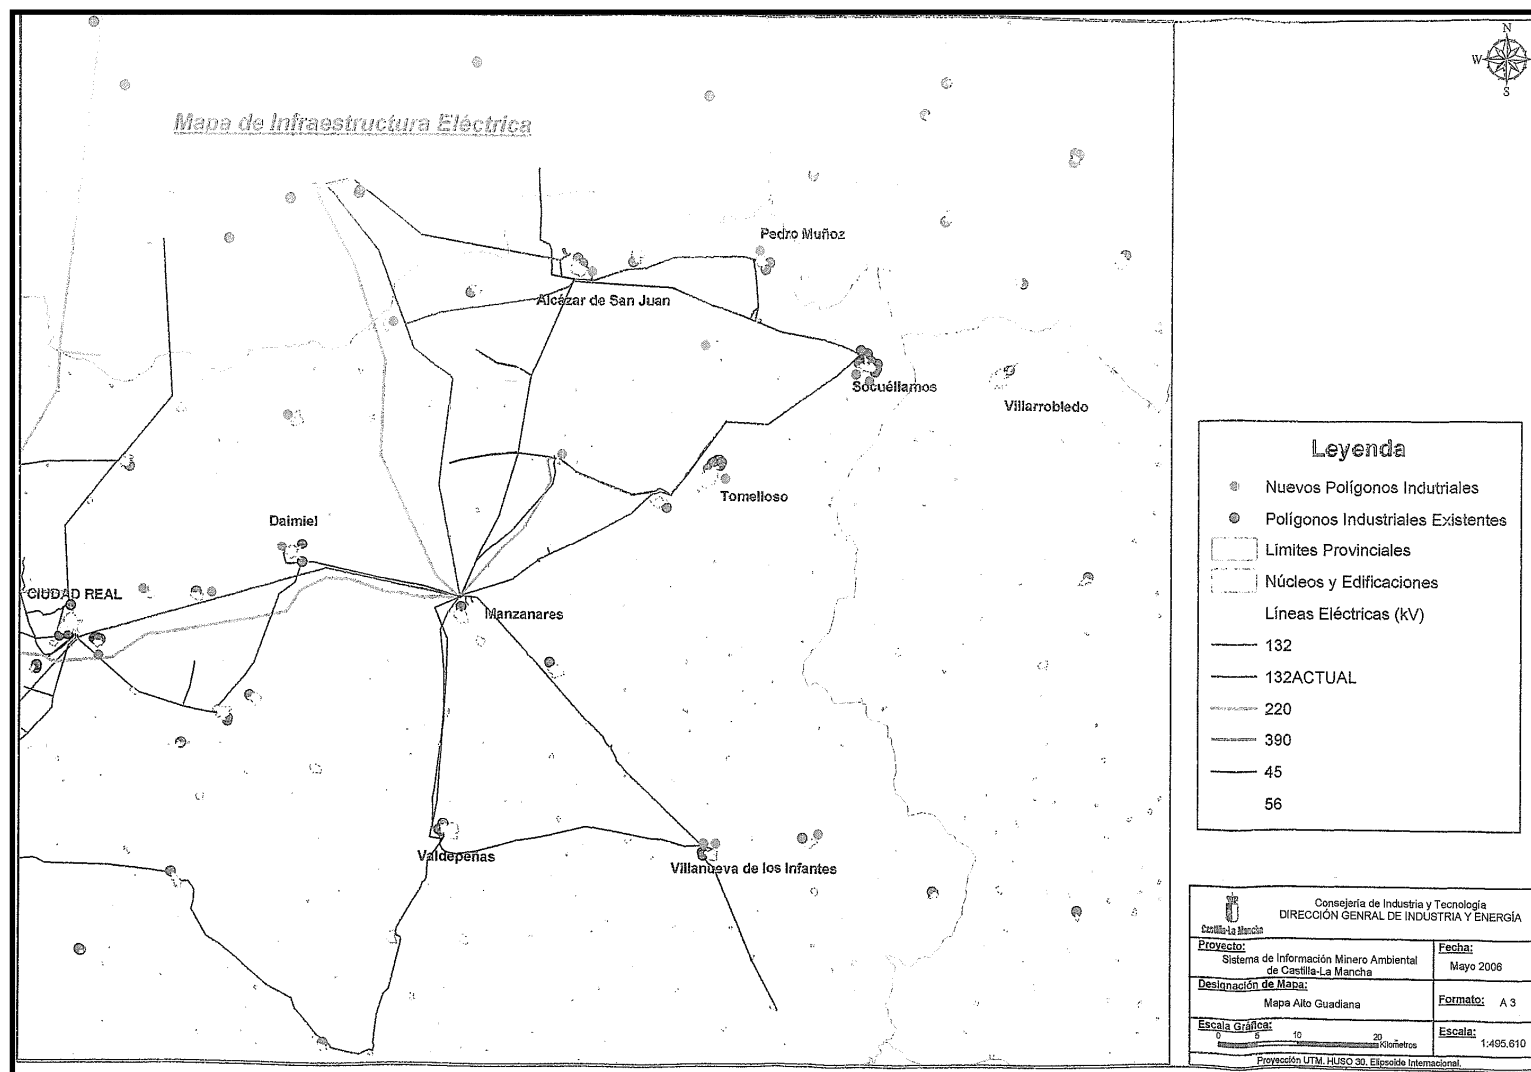 N
W
S
Mapa de Infraestructura Eléctrica
Pedro Muñoz
Alcázar de San Juan
Socuéllamos
Villarrobledo
Tomelloso
Daimiel
CIUDAD REAL
Manzanares
Valdepeñas
Villanueva de los Infantes
Leyenda
Nuevos Polígonos Indutriales
Polígonos Industriales Existentes
Límites Provinciales
Núcleos y Edificaciones
Líneas Eléctricas (kV)
132
132ACTUAL
220
390
45
56
Castilla-La Mancha
Consejería de Industria y Tecnología
DIRECCIÓN GENRAL DE INDUSTRIA Y ENERGÍA
Proyecto:
Sistema de Información Minero Ambiental
de Castilla-La Mancha
Fecha:
Mayo 2006
Designación de Mapa:
Mapa Alto Guadiana
Formato: A 3
Escala Gráfica:
0 5 10 20
Kilometros
Escala:
1:495.610
Proyección UTM. HUSO 30. Elipsoide Internacional.